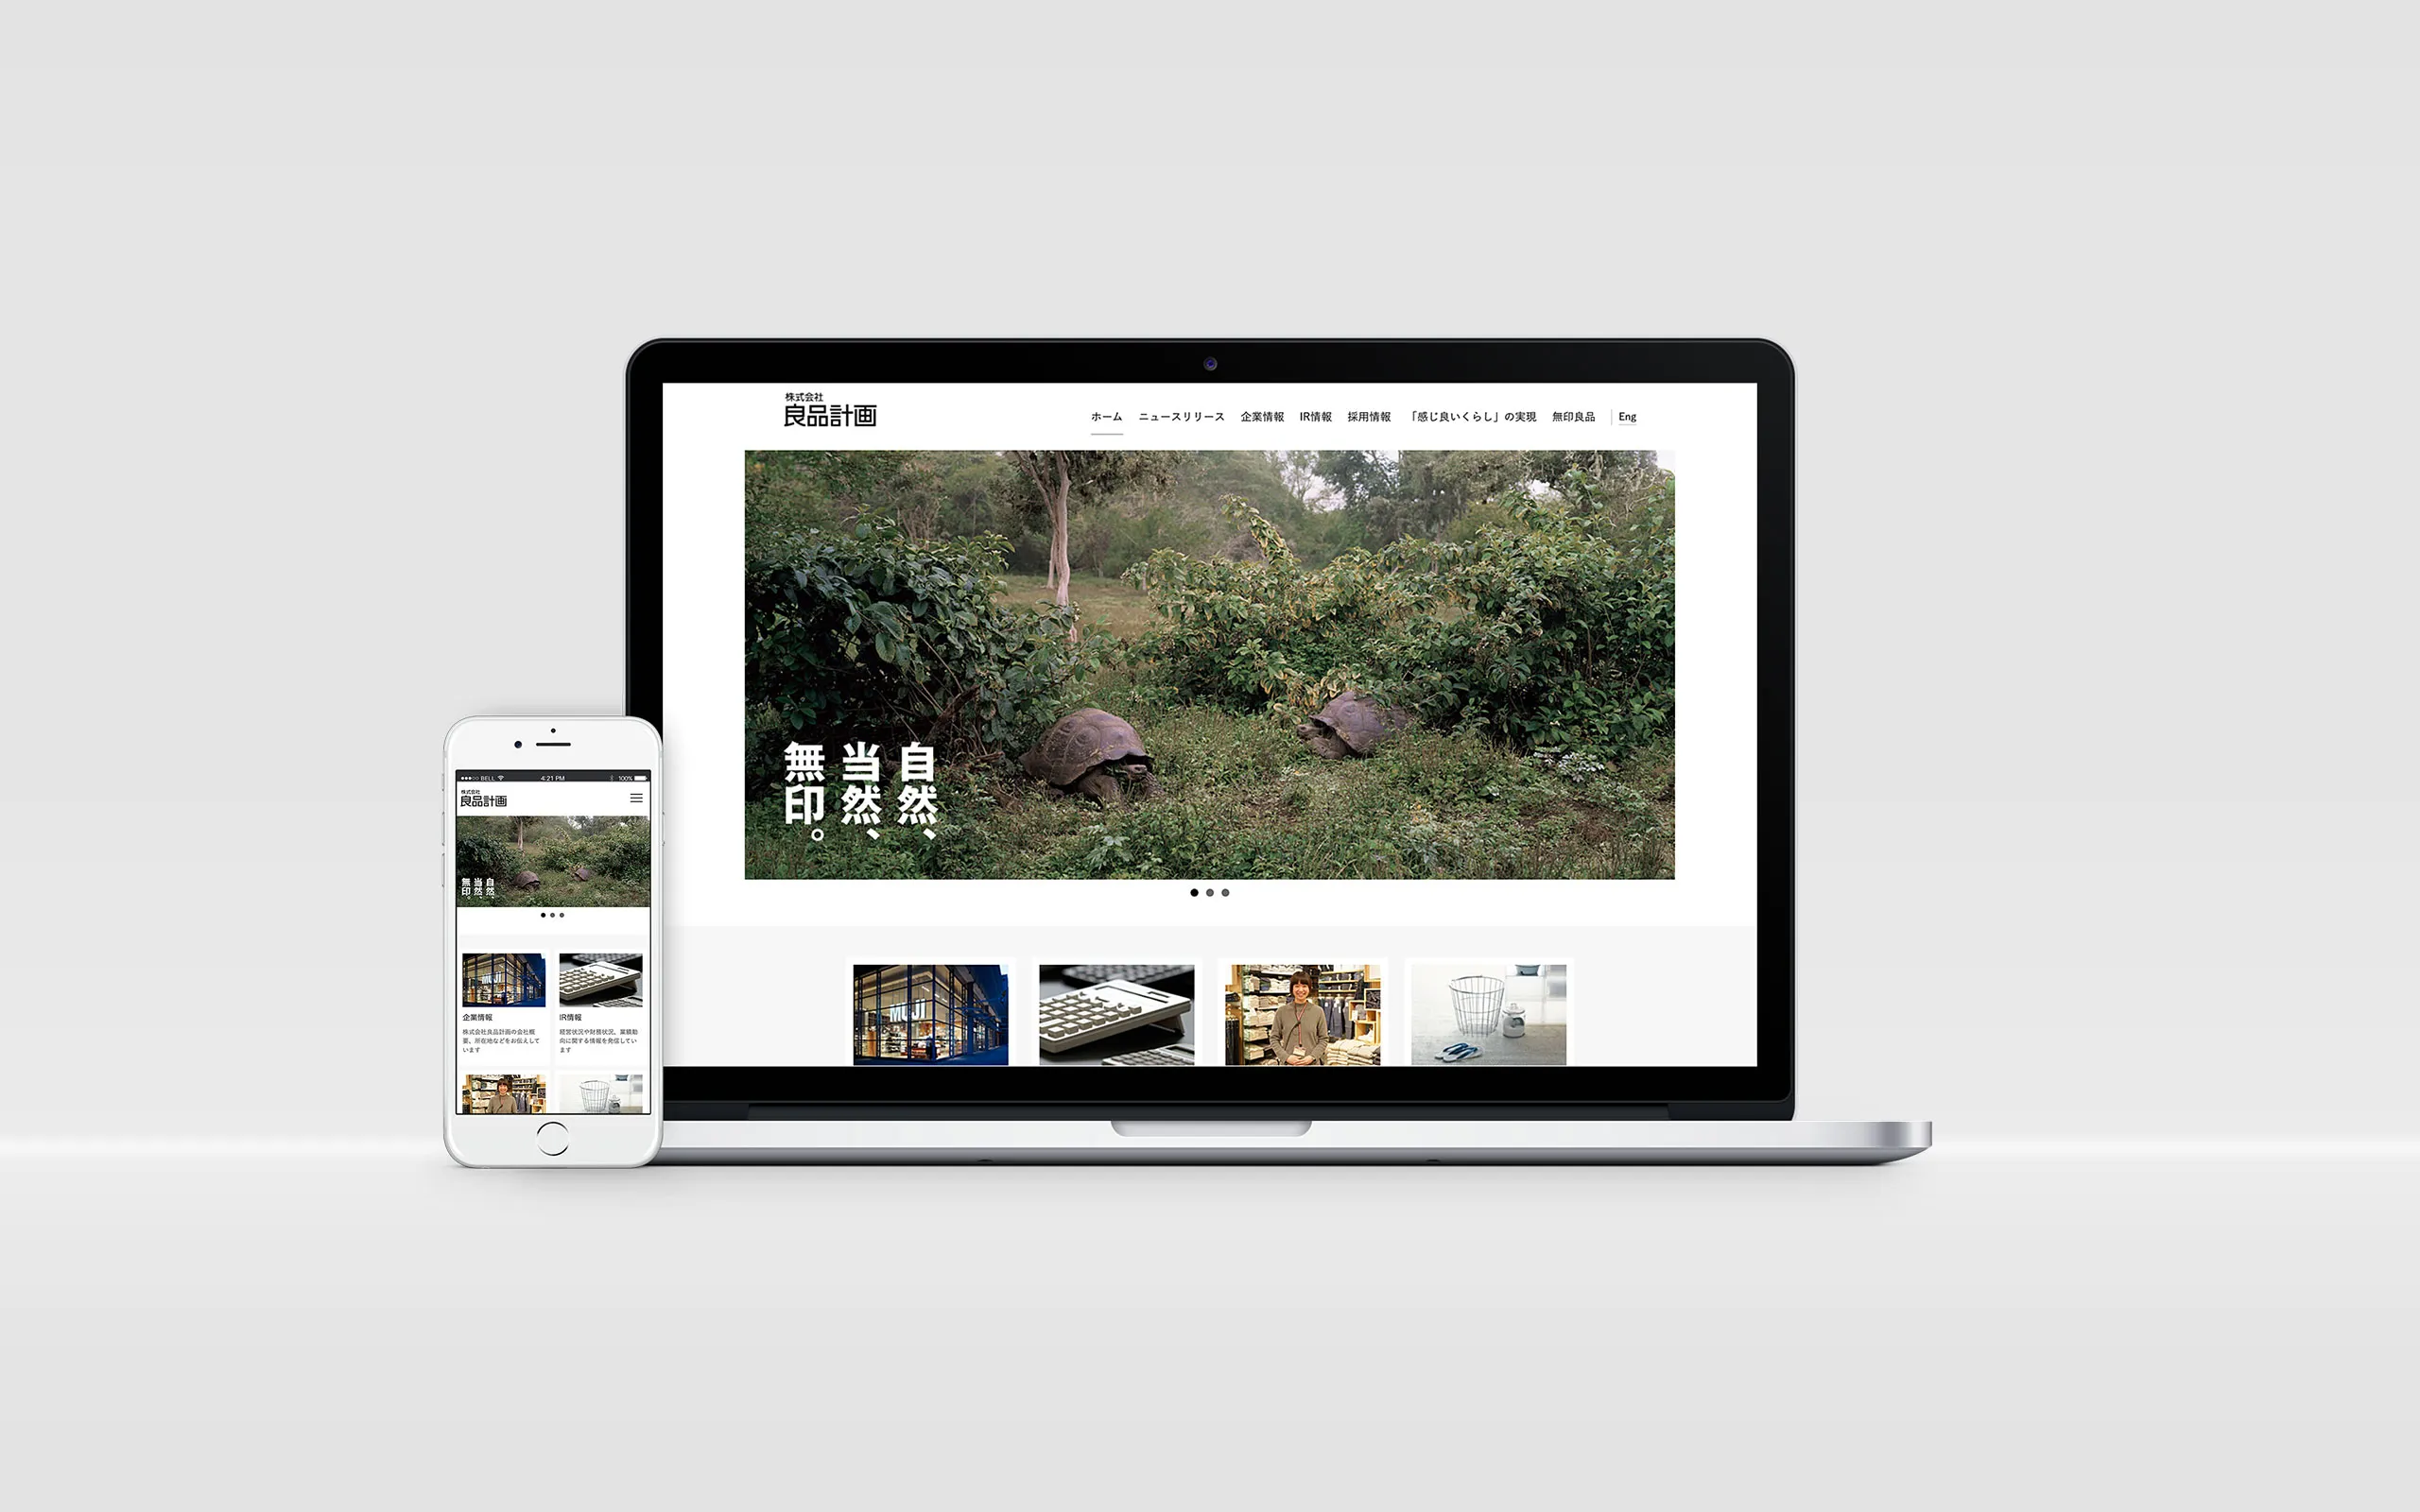 株式会社
良品計画
ホーム ニュースリリース 企業情報 IR情報 採用情報 「感じ良いくらし」の実現 無印良品 Eng
自然、
当然、
無印。
MUJI
BELL 4:21 PM 100%
株式会社
良品計画
自然、
当然、
無印。
企業情報
株式会社良品計画の会社概
要、所在地などをお伝えして
います
IR情報
経営状況や財務状況、業績動
向に関する情報を発信してい
ます